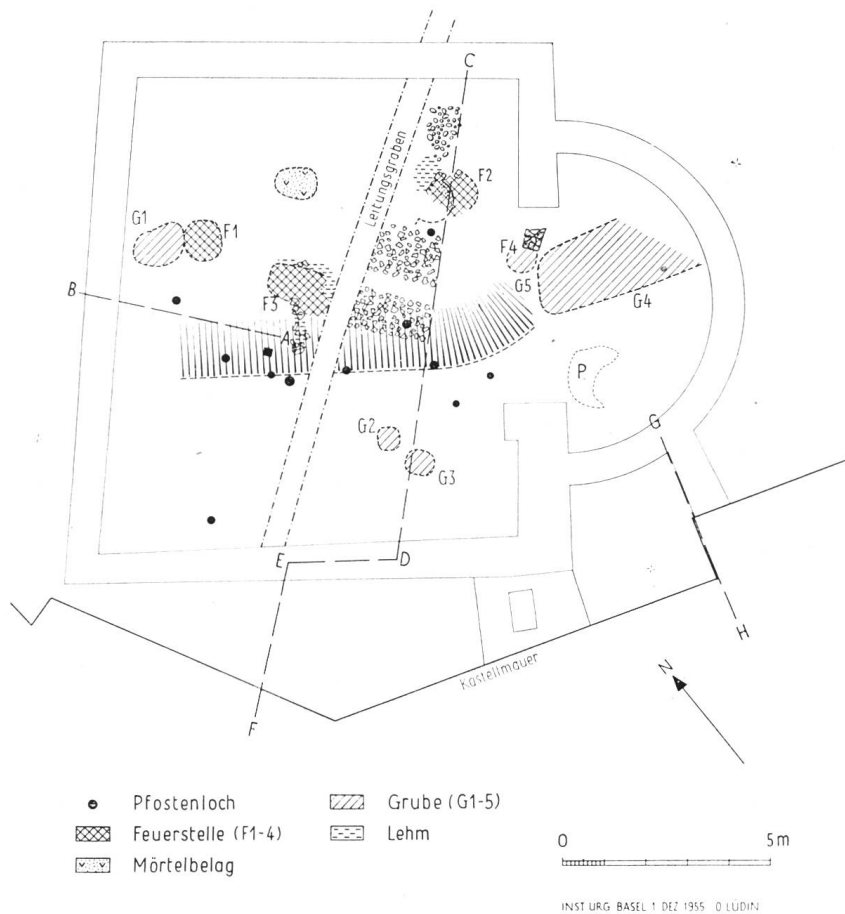 C
Leitungsgraben
F2
G1
F1
F4
G5
F3
G4
B
A
P
G2
G
G3
E
D
H
N
Kastellmauer
F
Pfostenloch
Feuerstelle (F1-4)
Mörtelbelag
Grube (G1-5)
Lehm
0 5m
INST URG BASEL 1 DEZ 1955 O LÜDIN